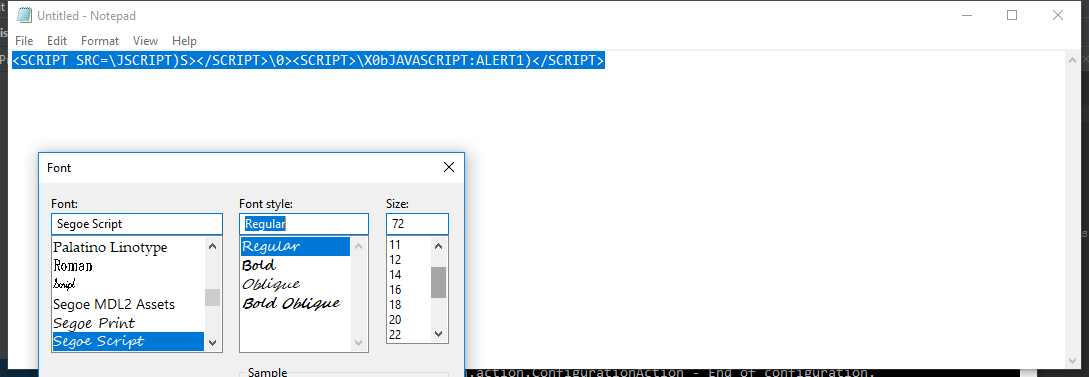 Untitled - Notepad
File Edit Format View Help
<SCRIPT SRC=\JSCRIPT)S></SCRIPT>\0><SCRIPT>\X0bJAVASCRIPT:ALERT1)</SCRIPT>
Font
Font: Font style: Size:
Segoe Script Regular 72
Palatino Linotype Regular 11
Roman Bold 12
Script Oblique 14
Segoe MDL2 Assets Bold Oblique 16
Segoe Print 18
Segoe Script 20
22
Sample
.action.ConfigurationAction - End of configuration.